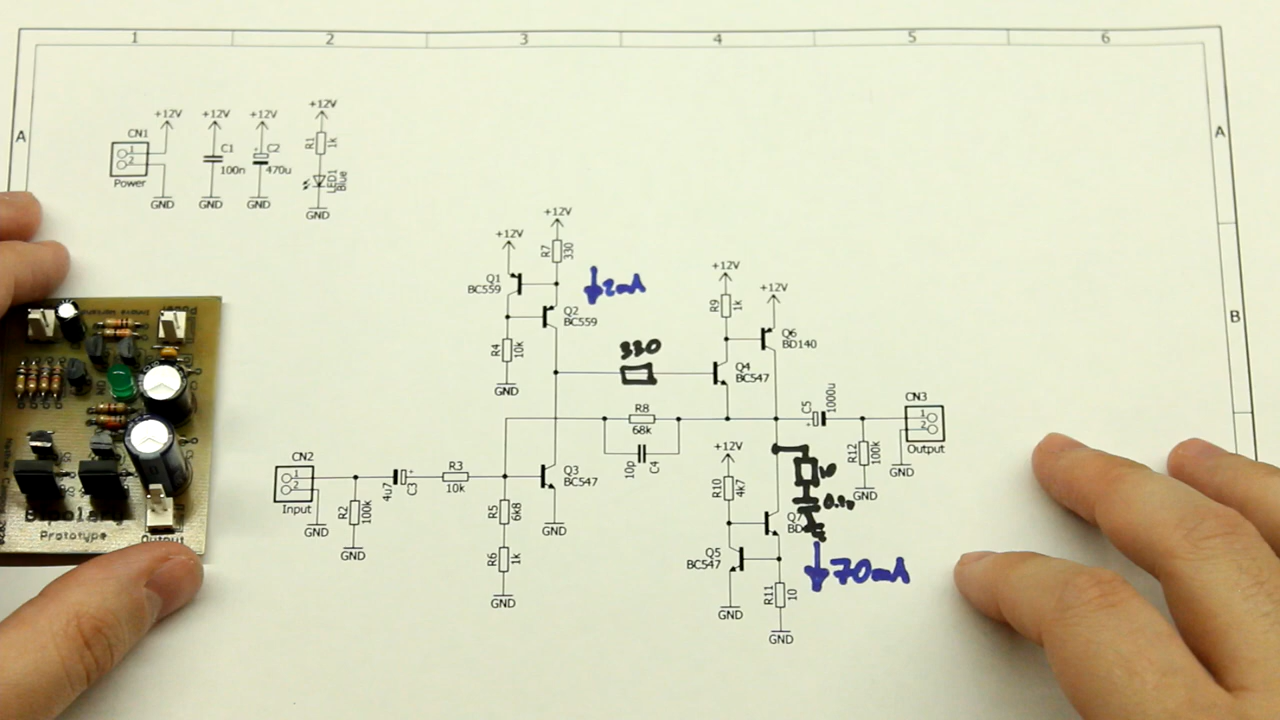 1 2 3 4 5 6
A
A
B
+12V
CN1
1
2
Power
GND
+12V
C1
100n
GND
+12V
C2
470u
GND
+12V
R1
1k
LED1
Blue
GND
+12V
Q1
BC559
+12V
R7
330
Q2
BC559
R4
10k
GND
2mA
330
+12V
R9
1k
+12V
Q6
BD140
Q4
BC547
R8
68k
10p
C4
C5
1000u
CN3
1
2
Output
GND
R12
100k
GND
CN2
1
2
Input
GND
R2
100k
GND
4u7
C3
R3
10k
Q3
BC547
GND
R5
6k8
R6
1k
GND
+12V
R10
4k7
Q5
BC547
GND
R11
10
GND
70mA
Bipolar
Prototype
Output